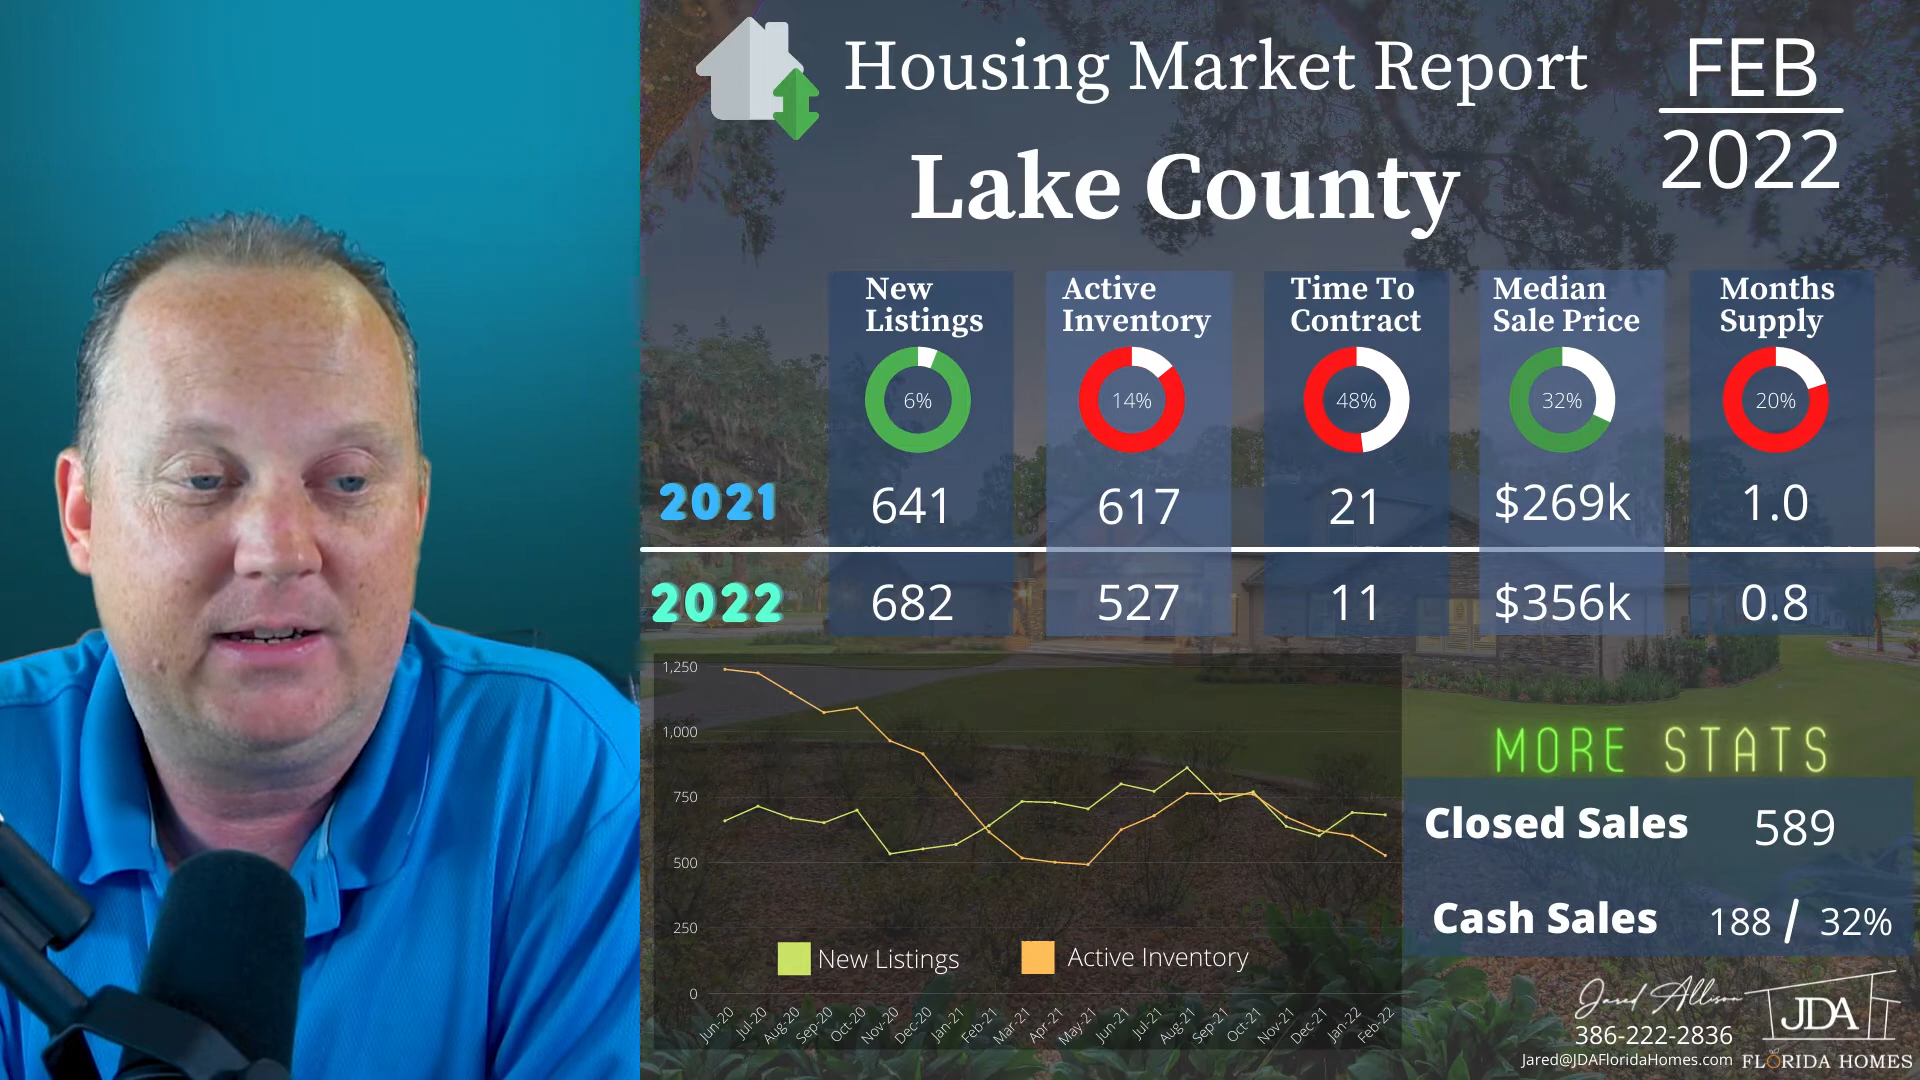 Housing Market Report
FEB
2022
Lake County
New
Listings
Active
Inventory
Time To
Contract
Median
Sale Price
Months
Supply
6%
14%
48%
32%
20%
2021
641
617
21
$269k
1.0
2022
682
527
11
$356k
0.8
1,250
1,000
750
500
250
0
New Listings
Active Inventory
Jun-20
Jul-20
Aug-20
Sep-20
Oct-20
Nov-20
Dec-20
Jan-21
Feb-21
Mar-21
Apr-21
May-21
Jun-21
Jul-21
Aug-21
Sep-21
Oct-21
Nov-21
Dec-21
Jan-22
Feb-22
MORE STATS
Closed Sales 589
Cash Sales 188 / 32%
Jared Allison
386-222-2836
Jared@JDAFloridaHomes.com
JDA
FLORIDA HOMES